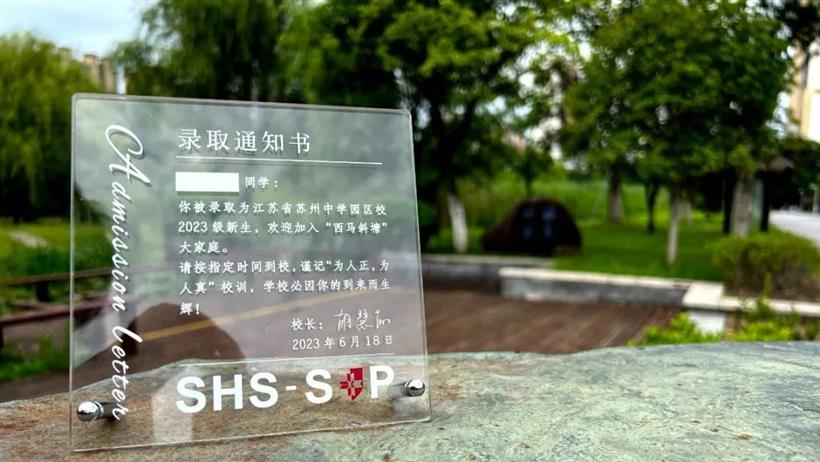 Admission letter
录取通知书
同学：
你被录取为江苏省苏州中学园区校
2023级新生，欢迎加入“西马斜塘”
大家庭。
请按指定时间到校，谨记“为人正，为
人真”校训，学校必因你的到来而生
辉！
校长：
2023年6月18日
SHS-SIP